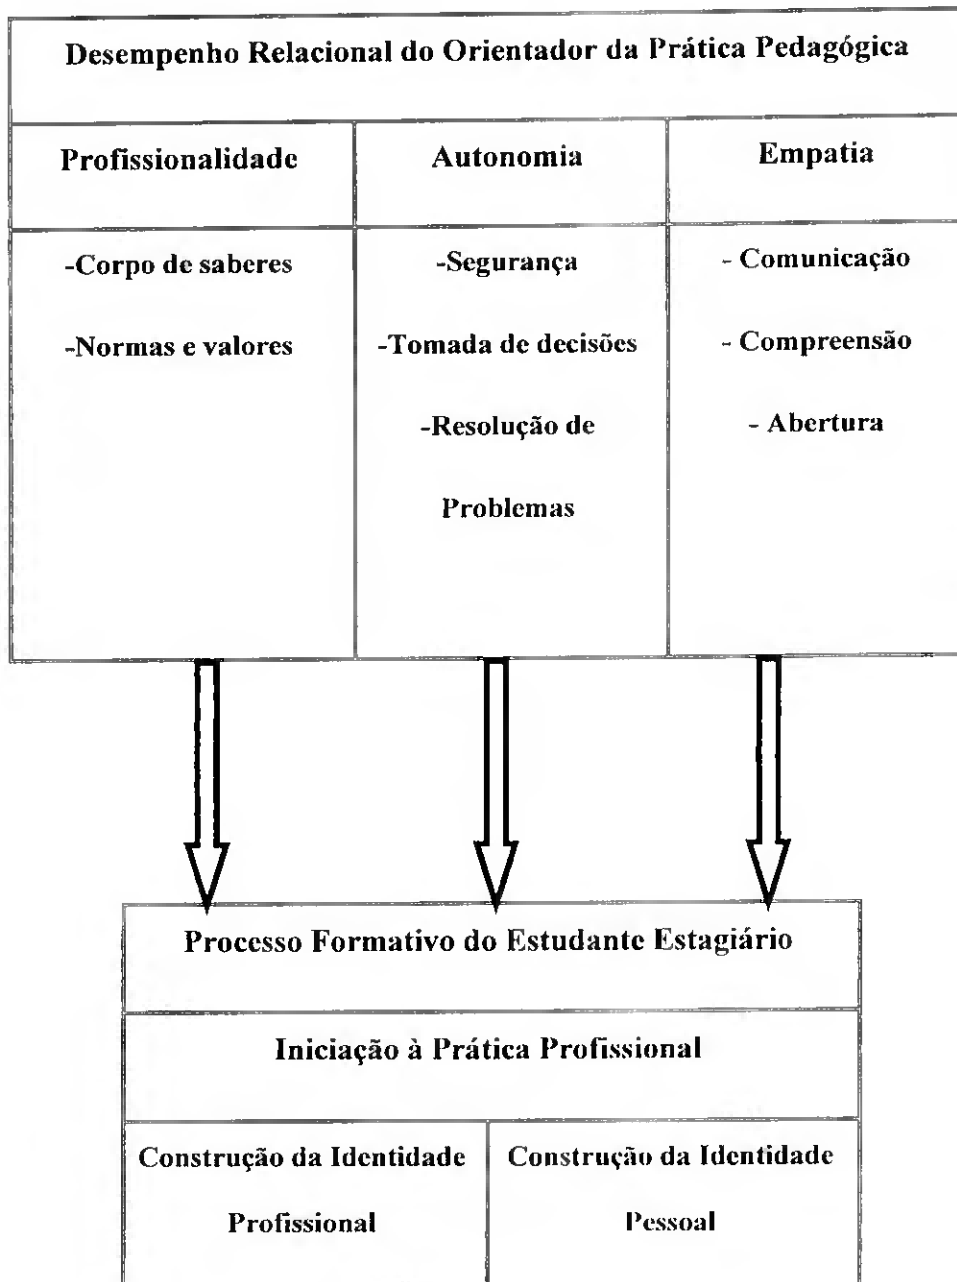 Desempenho Relacional do Orientador da Prática Pedagógica
Profissionalidade
Autonomia
Empatia
-Corpo de saberes
-Normas e valores
-Segurança
-Tomada de decisões
-Resolução de
Problemas
- Comunicação
- Compreensão
- Abertura
Processo Formativo do Estudante Estagiário
Iniciação à Prática Profissional
Construção da Identidade
Profissional
Construção da Identidade
Pessoal